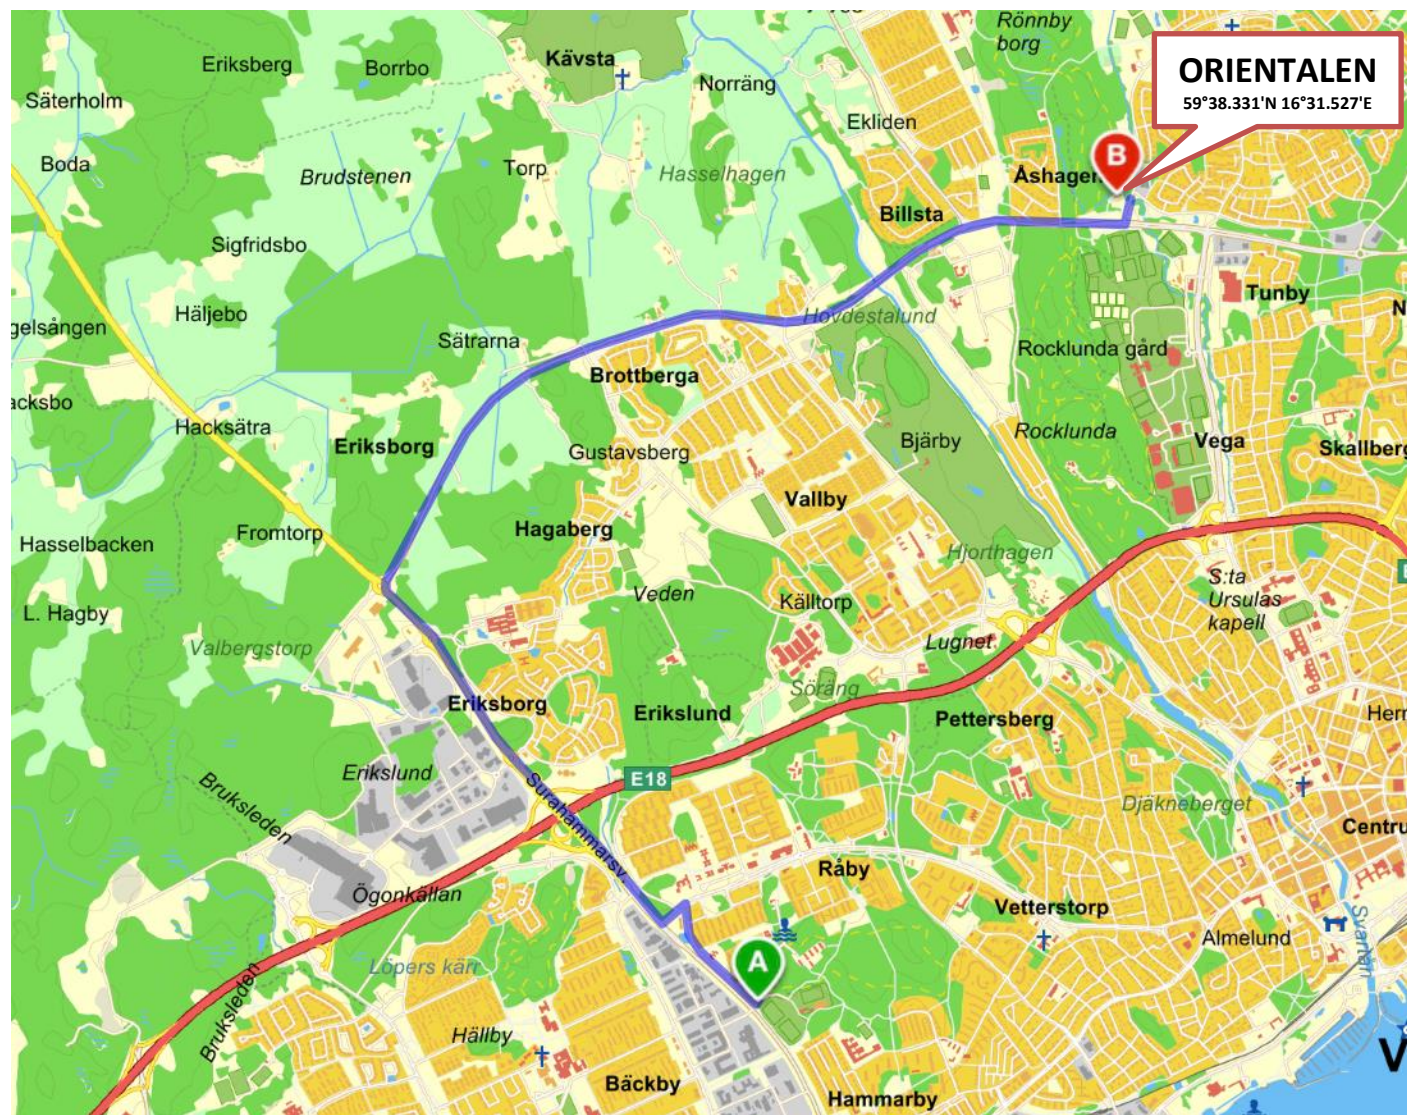 Rönnby
borg
Kävsta
Eriksberg
Borrbo
ORIENTALEN
59°38.331'N 16°31.527'E
Norräng
Säterholm
Ekliden
Boda
Brudstenen
Torp
Hasselhagen
B
Åshagen
Billsta
Sigfridsbo
Tunby
Häljebo
Hovdestalund
gelsången
N
Sätrarna
Rocklunda gård
Brottberga
acksbo
Hacksätra
Eriksborg
Gustavsberg
Bjärby
Rocklunda
Vega
Skallberg
Vallby
Hagaberg
Fromtorp
Hasselbacken
Hjorthagen
S:ta
Ursulas
kapell
Veden
Källtorp
L. Hagby
Valbergstorp
Lugnet
Söräng
Eriksborg
Erikslund
Pettersberg
Herr
Erikslund
E18
Surahammarsv.
Bruksleden
Djäkneberget
Centru
Råby
Ögonkällan
Vetterstorp
Almelund
Svartån
A
Löpers kärr
Bruksleden
Hällby
V
Bäckby
Hammarby